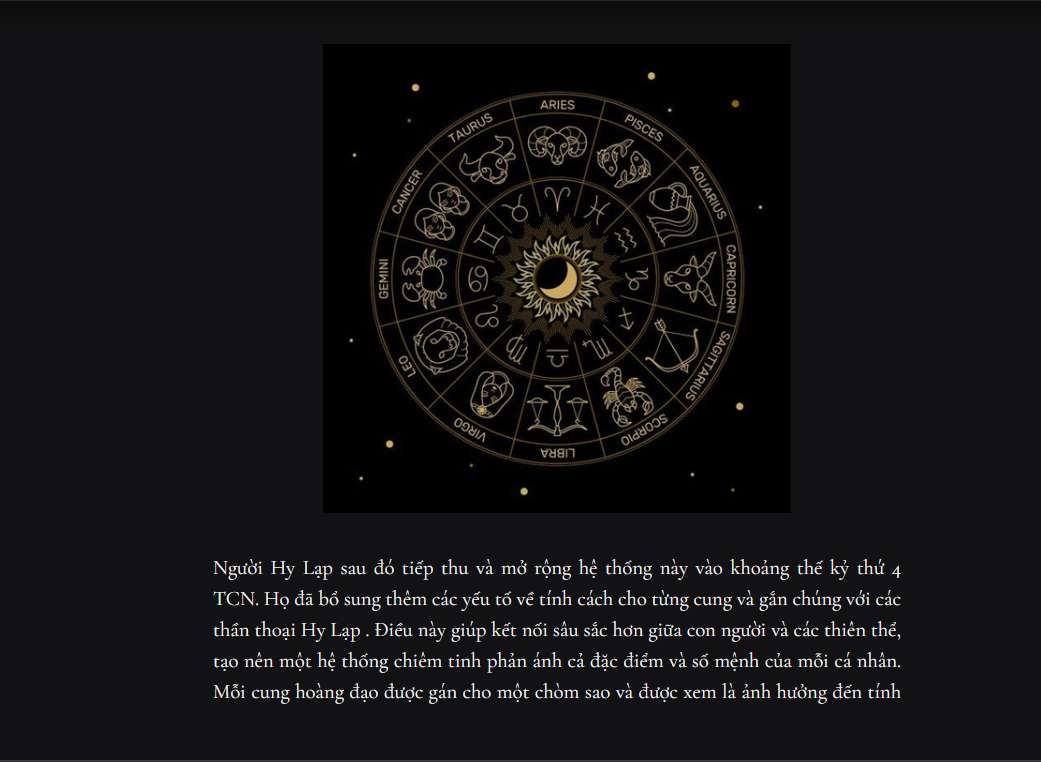 ARIES
PISCES
AQUARIUS
CAPRICORN
SAGITTARIUS
SCORPIO
LIBRA
VIRGO
LEO
GEMINI
CANCER
TAURUS
Người Hy Lạp sau đó tiếp thu và mở rộng hệ thống này vào khoảng thế kỷ thứ 4
TCN. Họ đã bổ sung thêm các yếu tố về tính cách cho từng cung và gắn chúng với các
thần thoại Hy Lạp . Điều này giúp kết nối sâu sắc hơn giữa con người và các thiên thể,
tạo nên một hệ thống chiêm tinh phản ánh cả đặc điểm và số mệnh của mỗi cá nhân.
Mỗi cung hoàng đạo được gán cho một chòm sao và được xem là ảnh hưởng đến tính